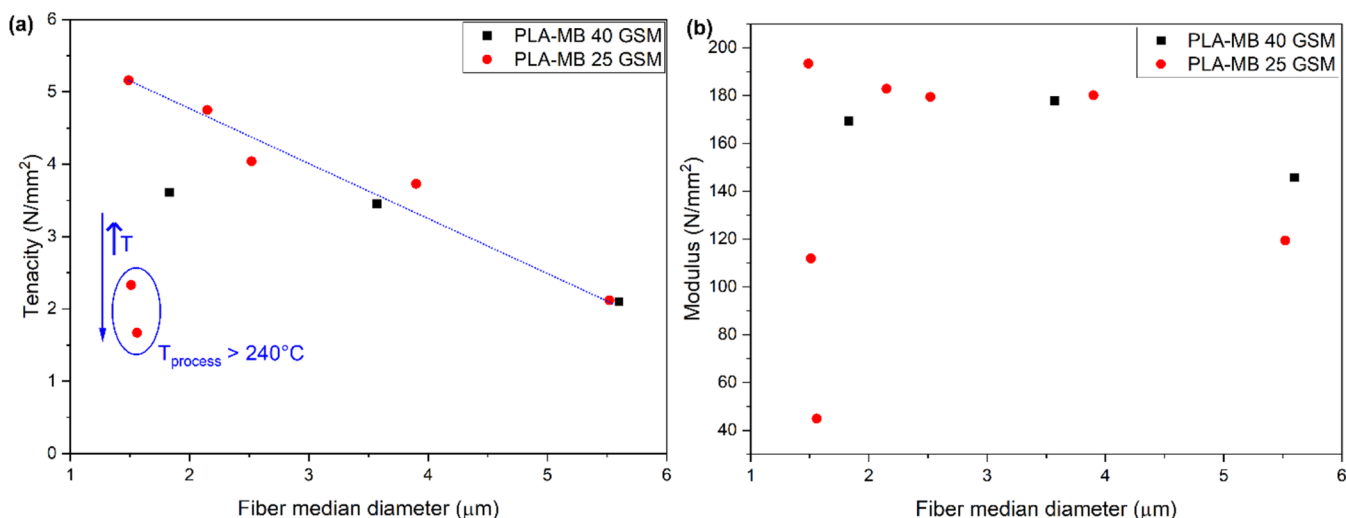 (a)
PLA-MB 40 GSM
PLA-MB 25 GSM
Tenacity (N/mm²)
6
5
4
3
2
1
0
↑T
Tprocess > 240°C
1 2 3 4 5 6
Fiber median diameter (μm)
(b)
PLA-MB 40 GSM
PLA-MB 25 GSM
Modulus (N/mm²)
200
180
160
140
120
100
80
60
40
1 2 3 4 5 6
Fiber median diameter (μm)